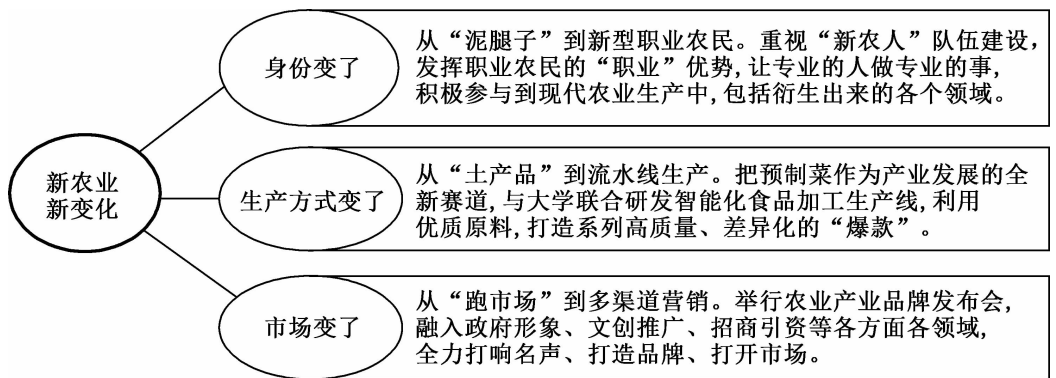 新农业
新变化
身份变了
从“泥腿子”到新型职业农民。重视“新农人”队伍建设，
发挥职业农民的“职业”优势，让专业的人做专业的事，
积极参与到现代农业生产中，包括衍生出来的各个领域。
生产方式变了
从“土产品”到流水线生产。把预制菜作为产业发展的全
新赛道，与大学联合研发智能化食品加工生产线，利用
优质原料，打造系列高质量、差异化的“爆款”。
市场变了
从“跑市场”到多渠道营销。举行农业产业品牌发布会，
融入政府形象、文创推广、招商引资等各方面各领域，
全力打响名声、打造品牌、打开市场。